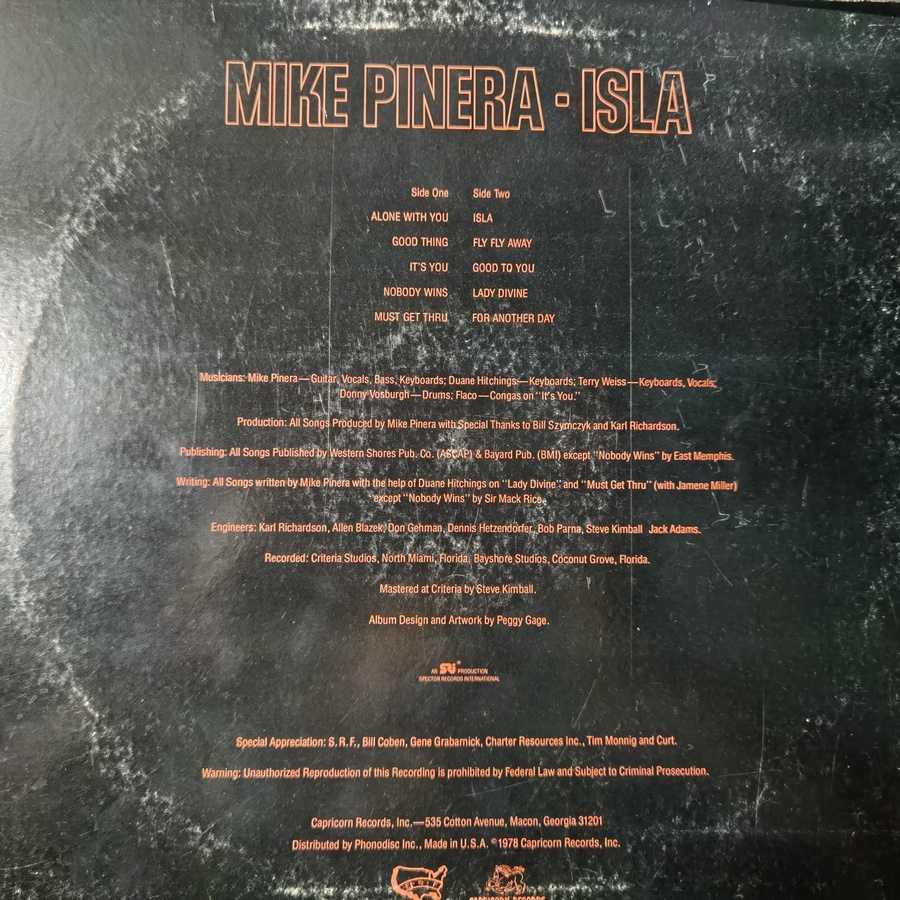 MIKE PINERA · ISLA
Side One Side Two
ALONE WITH YOU ISLA
GOOD THING FLY FLY AWAY
IT'S YOU GOOD TO YOU
NOBODY WINS LADY DIVINE
MUST GET THRU FOR ANOTHER DAY
Musicians: Mike Pinera—Guitar, Vocals, Bass, Keyboards; Duane Hitchings—Keyboards; Terry Weiss—Keyboards, Vocals;
Donny Vosburgh—Drums; Flaco—Congas on "It's You."
Production: All Songs Produced by Mike Pinera with Special Thanks to Bill Szymczyk and Karl Richardson.
Publishing: All Songs Published by Western Shores Pub. Co. (ASCAP) & Bayard Pub. (BMI) except "Nobody Wins" by East Memphis.
Writing: All Songs written by Mike Pinera with the help of Duane Hitchings on "Lady Divine" and "Must Get Thru" (with Jamene Miller)
except "Nobody Wins" by Sir Mack Rice.
Engineers: Karl Richardson, Allen Blazek, Don Gehman, Dennis Hetzendorfer, Bob Parna, Steve Kimball Jack Adams.
Recorded: Criteria Studios, North Miami, Florida. Bayshore Studios, Coconut Grove, Florida.
Mastered at Criteria by Steve Kimball.
Album Design and Artwork by Peggy Gage.
AN SRI® PRODUCTION
SPECTOR RECORDS INTERNATIONAL
Special Appreciation: S.R.F., Bill Coben, Gene Grabarnick, Charter Resources Inc., Tim Monnig and Curt.
Warning: Unauthorized Reproduction of this Recording is prohibited by Federal Law and Subject to Criminal Prosecution.
Capricorn Records, Inc.—535 Cotton Avenue, Macon, Georgia 31201
Distributed by Phonodisc Inc., Made in U.S.A. ℗1978 Capricorn Records, Inc.
CAPRICORN RECORDS